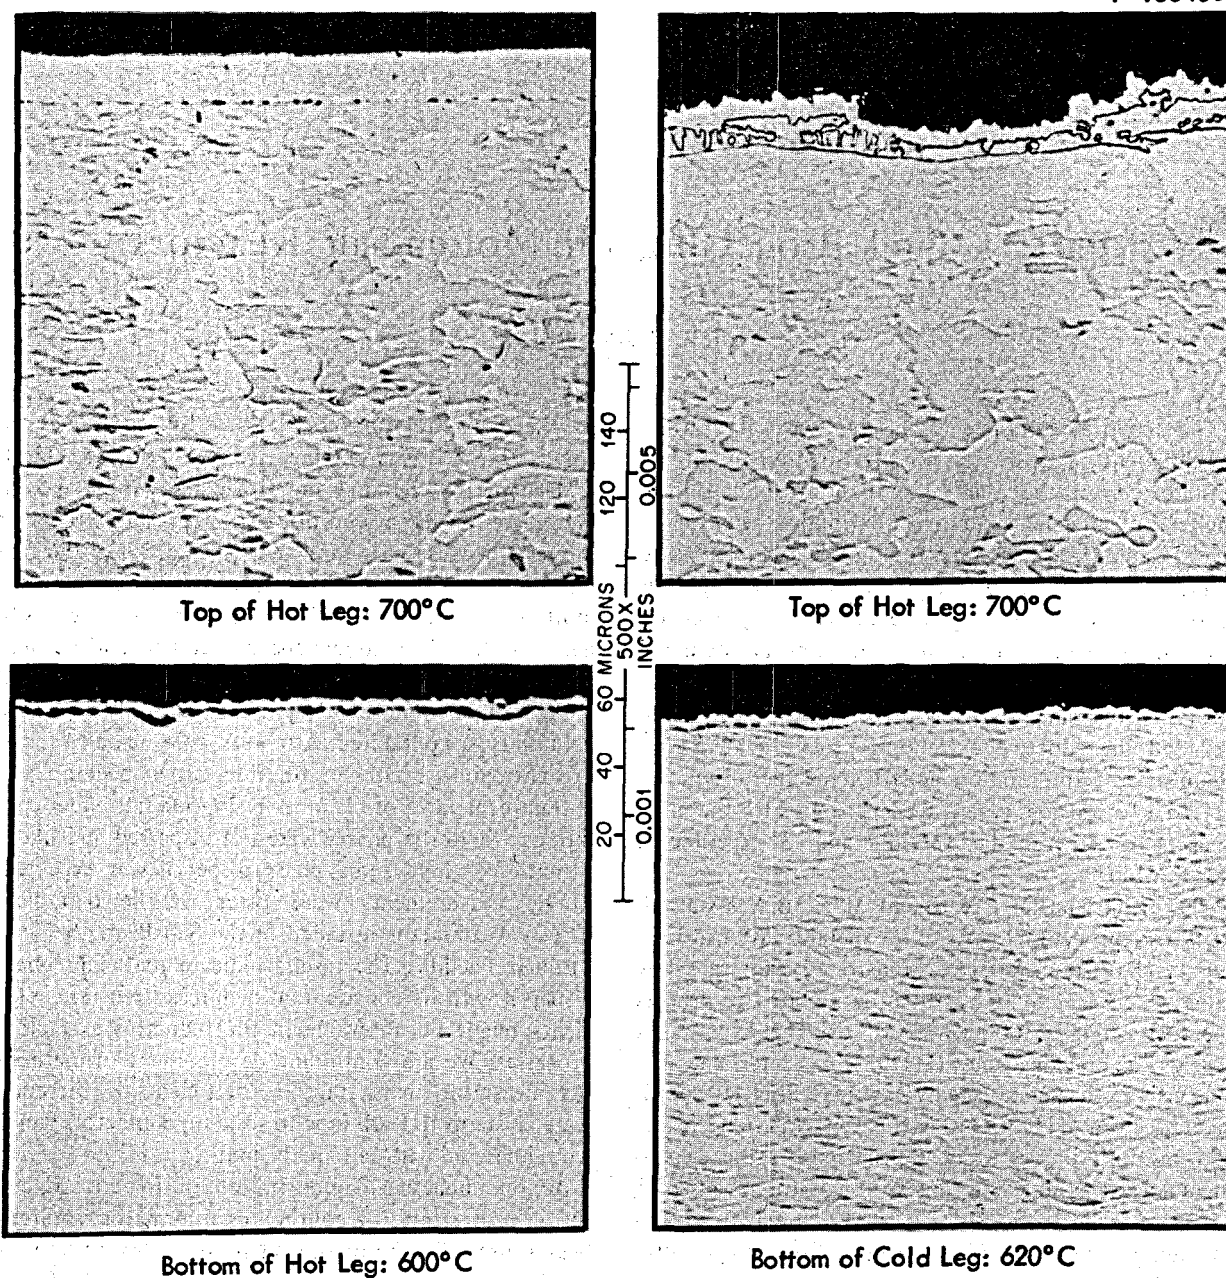 Top of Hot Leg: 700°C
Top of Hot Leg: 700°C
20 40 60 MICRONS 120 140
500X
0.001 INCHES 0.005
Bottom of Hot Leg: 600°C
Bottom of Cold Leg: 620°C